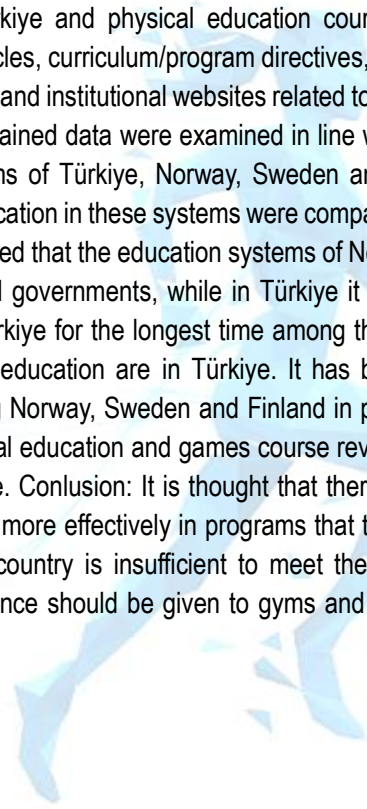 rkiye and physical education cour
cles, curriculum/program directives,
and institutional websites related to
ained data were examined in line w
ns of Türkiye, Norway, Sweden ar
cation in these systems were compa
ed that the education systems of No
l governments, while in Türkiye it
rkiye for the longest time among th
education are in Türkiye. It has b
g Norway, Sweden and Finland in p
al education and games course rev
e. Conlusion: It is thought that ther
more effectively in programs that t
country is insufficient to meet the
nce should be given to gyms and